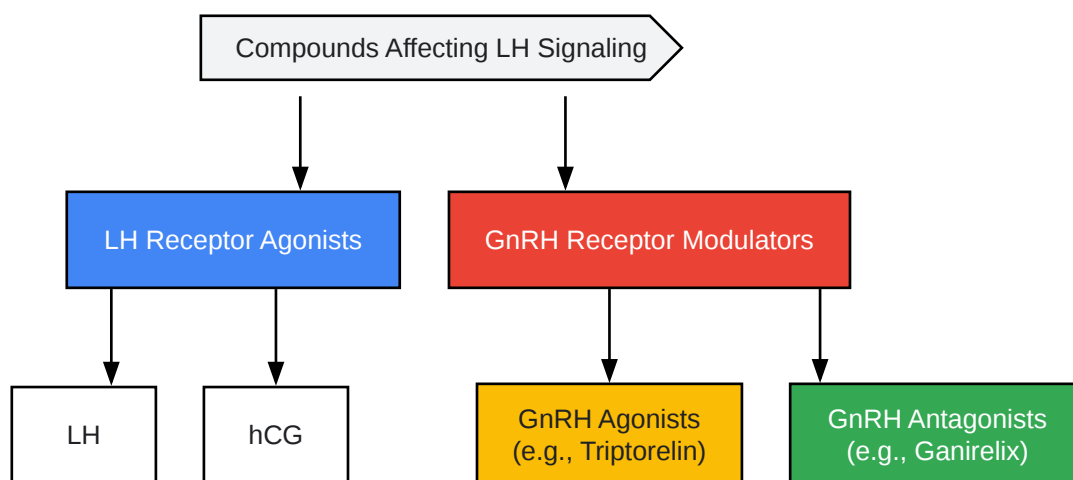 Compounds Affecting LH Signaling
LH Receptor Agonists
GnRH Receptor Modulators
LH
hCG
GnRH Agonists
(e.g., Triptorelin)
GnRH Antagonists
(e.g., Ganirelix)